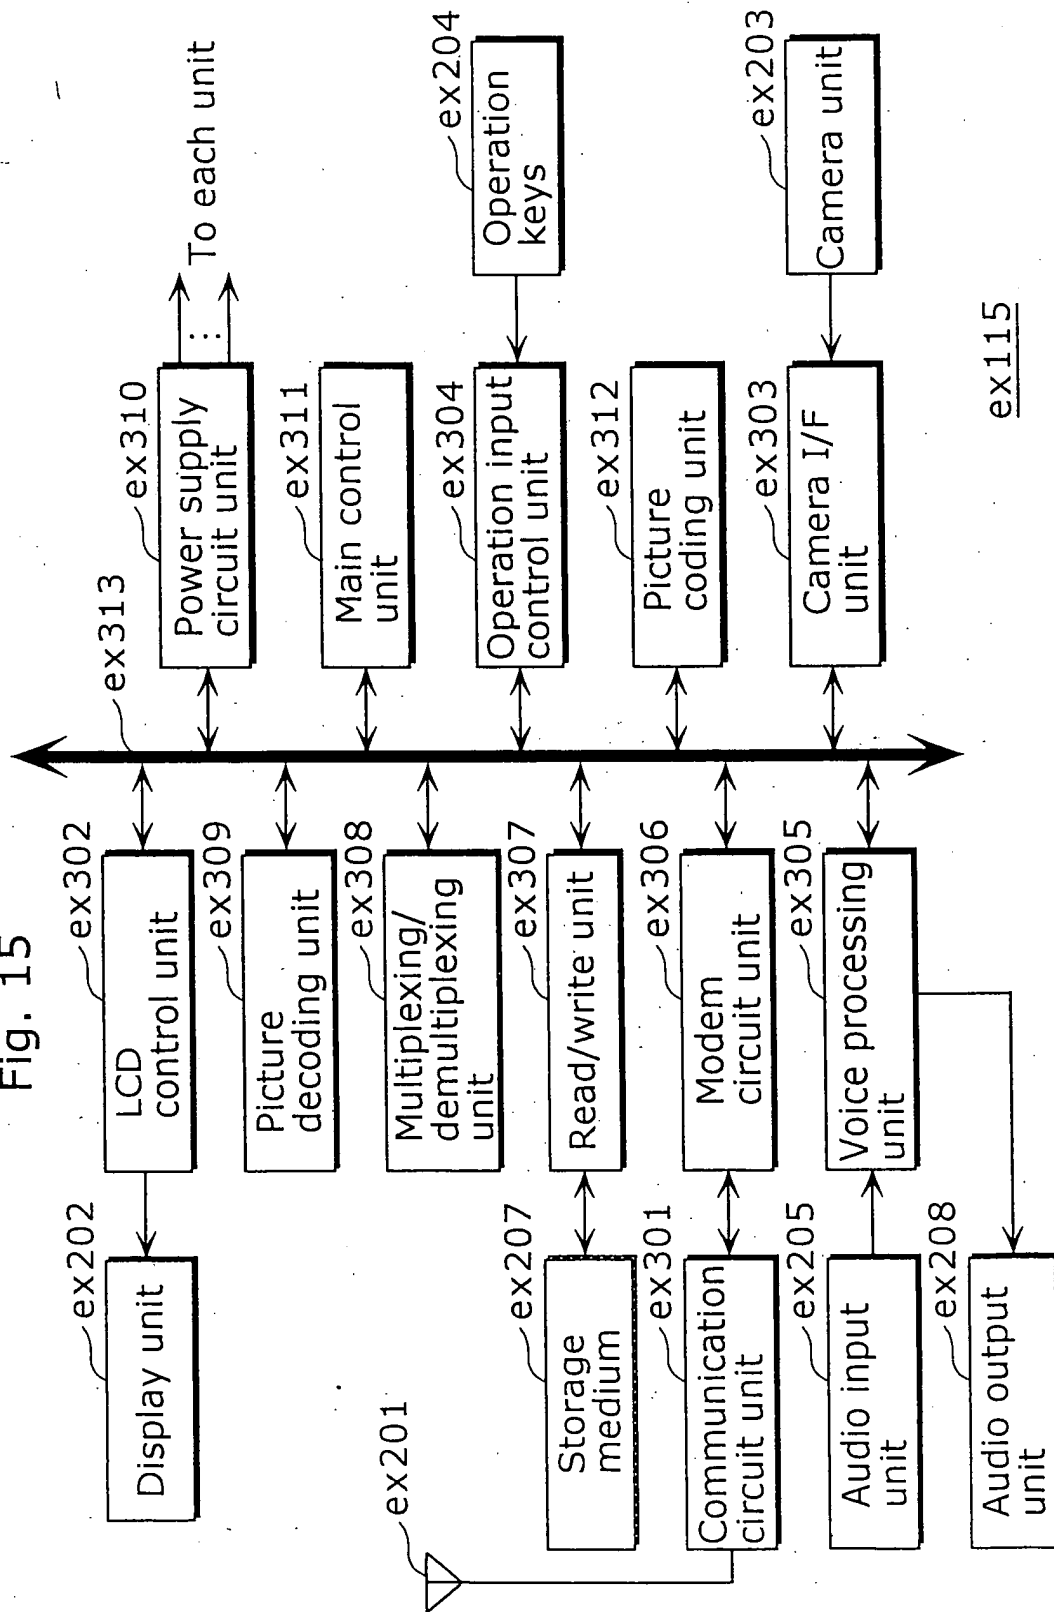 Fig. 15
ex313
ex302
LCD
control unit
ex202
Display unit
ex309
Picture
decoding unit
ex308
Multiplexing/
demultiplexing
unit
ex307
Read/write unit
ex207
Storage
medium
ex306
Modem
circuit unit
ex301
Communication
circuit unit
ex201
ex305
Voice processing
unit
ex205
Audio input
unit
ex208
Audio output
unit
ex310
Power supply
circuit unit
To each unit
ex311
Main control
unit
ex304
Operation input
control unit
ex204
Operation
keys
ex312
Picture
coding unit
ex303
Camera I/F
unit
ex203
Camera unit
ex115